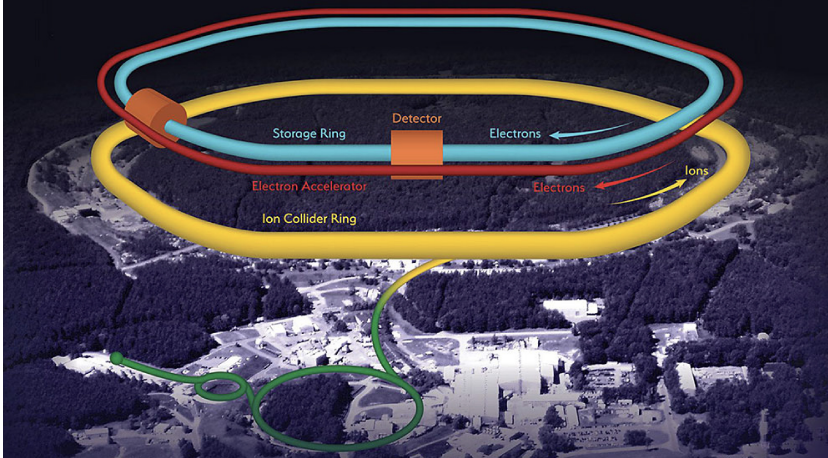 Detector
Storage Ring
Electrons
Ions
Electron Accelerator
Electrons
Ion Collider Ring